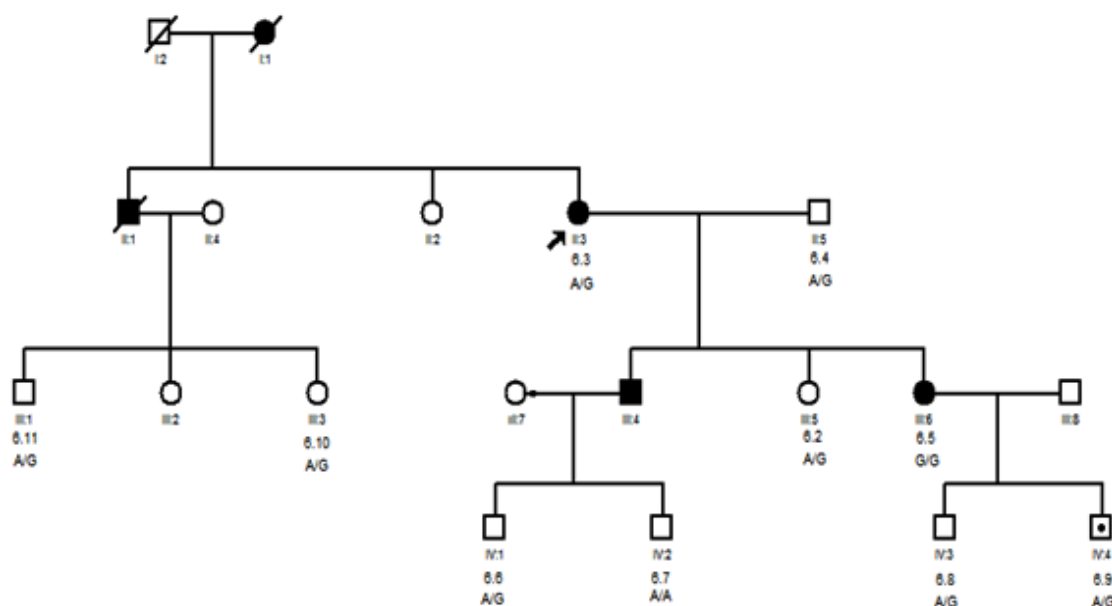 I:2 I:1
II:1 II:4 II:2 II:3 II:5
6.3 6.4
A/G A/G
III:1 III:2 III:3 III:7 III:4 III:5 III:6 III:8
6.11 6.10 6.2 6.5
A/G A/G A/G G/G
IV:1 IV:2 IV:3 IV:4
6.6 6.7 6.8 6.9
A/G A/A A/G A/G